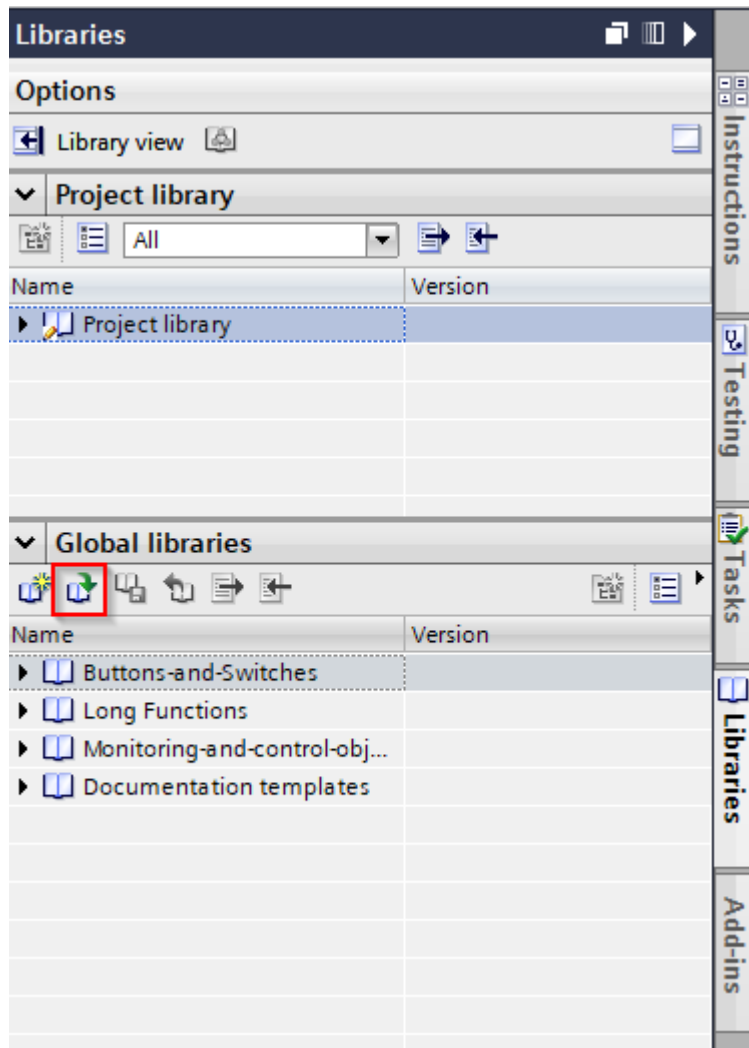 Libraries
Options
Library view
Project library
All
Name Version
Project library
Global libraries
Name Version
Buttons-and-Switches
Long Functions
Monitoring-and-control-obj...
Documentation templates
Instructions
Testing
Tasks
Libraries
Add-ins